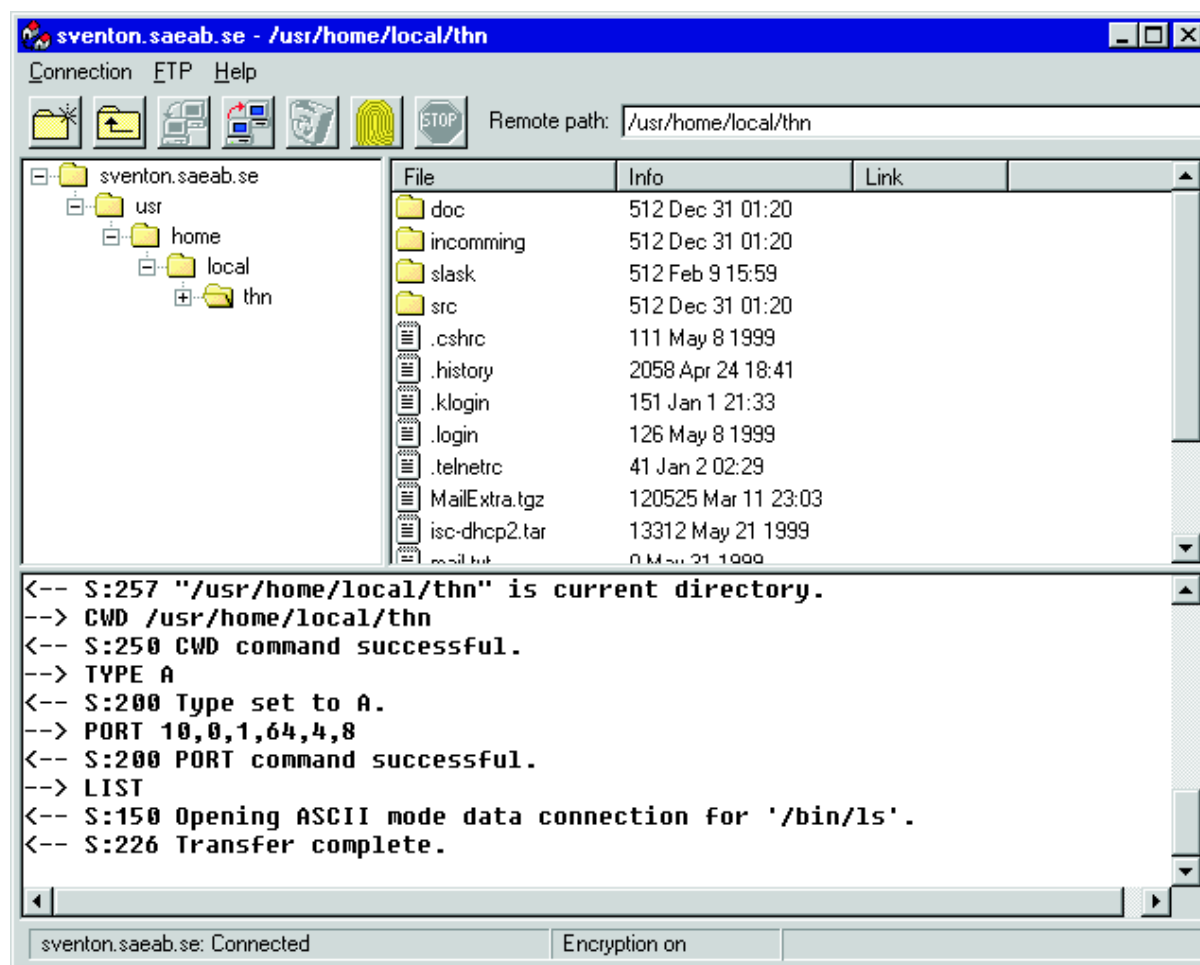 sventon.saeab.se - /usr/home/local/thn
Connection FTP Help
STOP Remote path: /usr/home/local/thn
sventon.saeab.se
usr
home
local
thn
File Info Link
doc 512 Dec 31 01:20
incomming 512 Dec 31 01:20
slask 512 Feb 9 15:59
src 512 Dec 31 01:20
.cshrc 111 May 8 1999
.history 2058 Apr 24 18:41
.klogin 151 Jan 1 21:33
.login 126 May 8 1999
.telnetrc 41 Jan 2 02:29
MailExtra.tgz 120525 Mar 11 23:03
isc-dhcp2.tar 13312 May 21 1999
<-- S:257 "/usr/home/local/thn" is current directory.
--> CWD /usr/home/local/thn
<-- S:250 CWD command successful.
--> TYPE A
<-- S:200 Type set to A.
--> PORT 10,0,1,64,4,8
<-- S:200 PORT command successful.
--> LIST
<-- S:150 Opening ASCII mode data connection for '/bin/ls'.
<-- S:226 Transfer complete.
sventon.saeab.se: Connected Encryption on